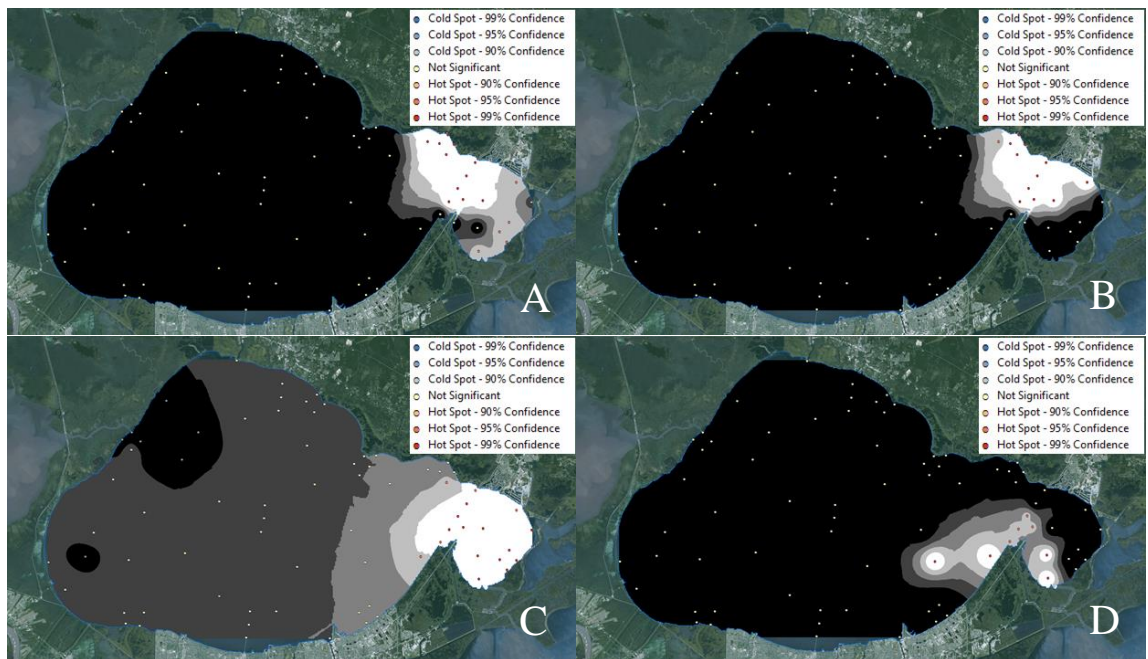 Cold Spot - 99% Confidence
Cold Spot - 95% Confidence
Cold Spot - 90% Confidence
Not Significant
Hot Spot - 90% Confidence
Hot Spot - 95% Confidence
Hot Spot - 99% Confidence
A
Cold Spot - 99% Confidence
Cold Spot - 95% Confidence
Cold Spot - 90% Confidence
Not Significant
Hot Spot - 90% Confidence
Hot Spot - 95% Confidence
Hot Spot - 99% Confidence
B
Cold Spot - 99% Confidence
Cold Spot - 95% Confidence
Cold Spot - 90% Confidence
Not Significant
Hot Spot - 90% Confidence
Hot Spot - 95% Confidence
Hot Spot - 99% Confidence
C
Cold Spot - 99% Confidence
Cold Spot - 95% Confidence
Cold Spot - 90% Confidence
Not Significant
Hot Spot - 90% Confidence
Hot Spot - 95% Confidence
Hot Spot - 99% Confidence
D